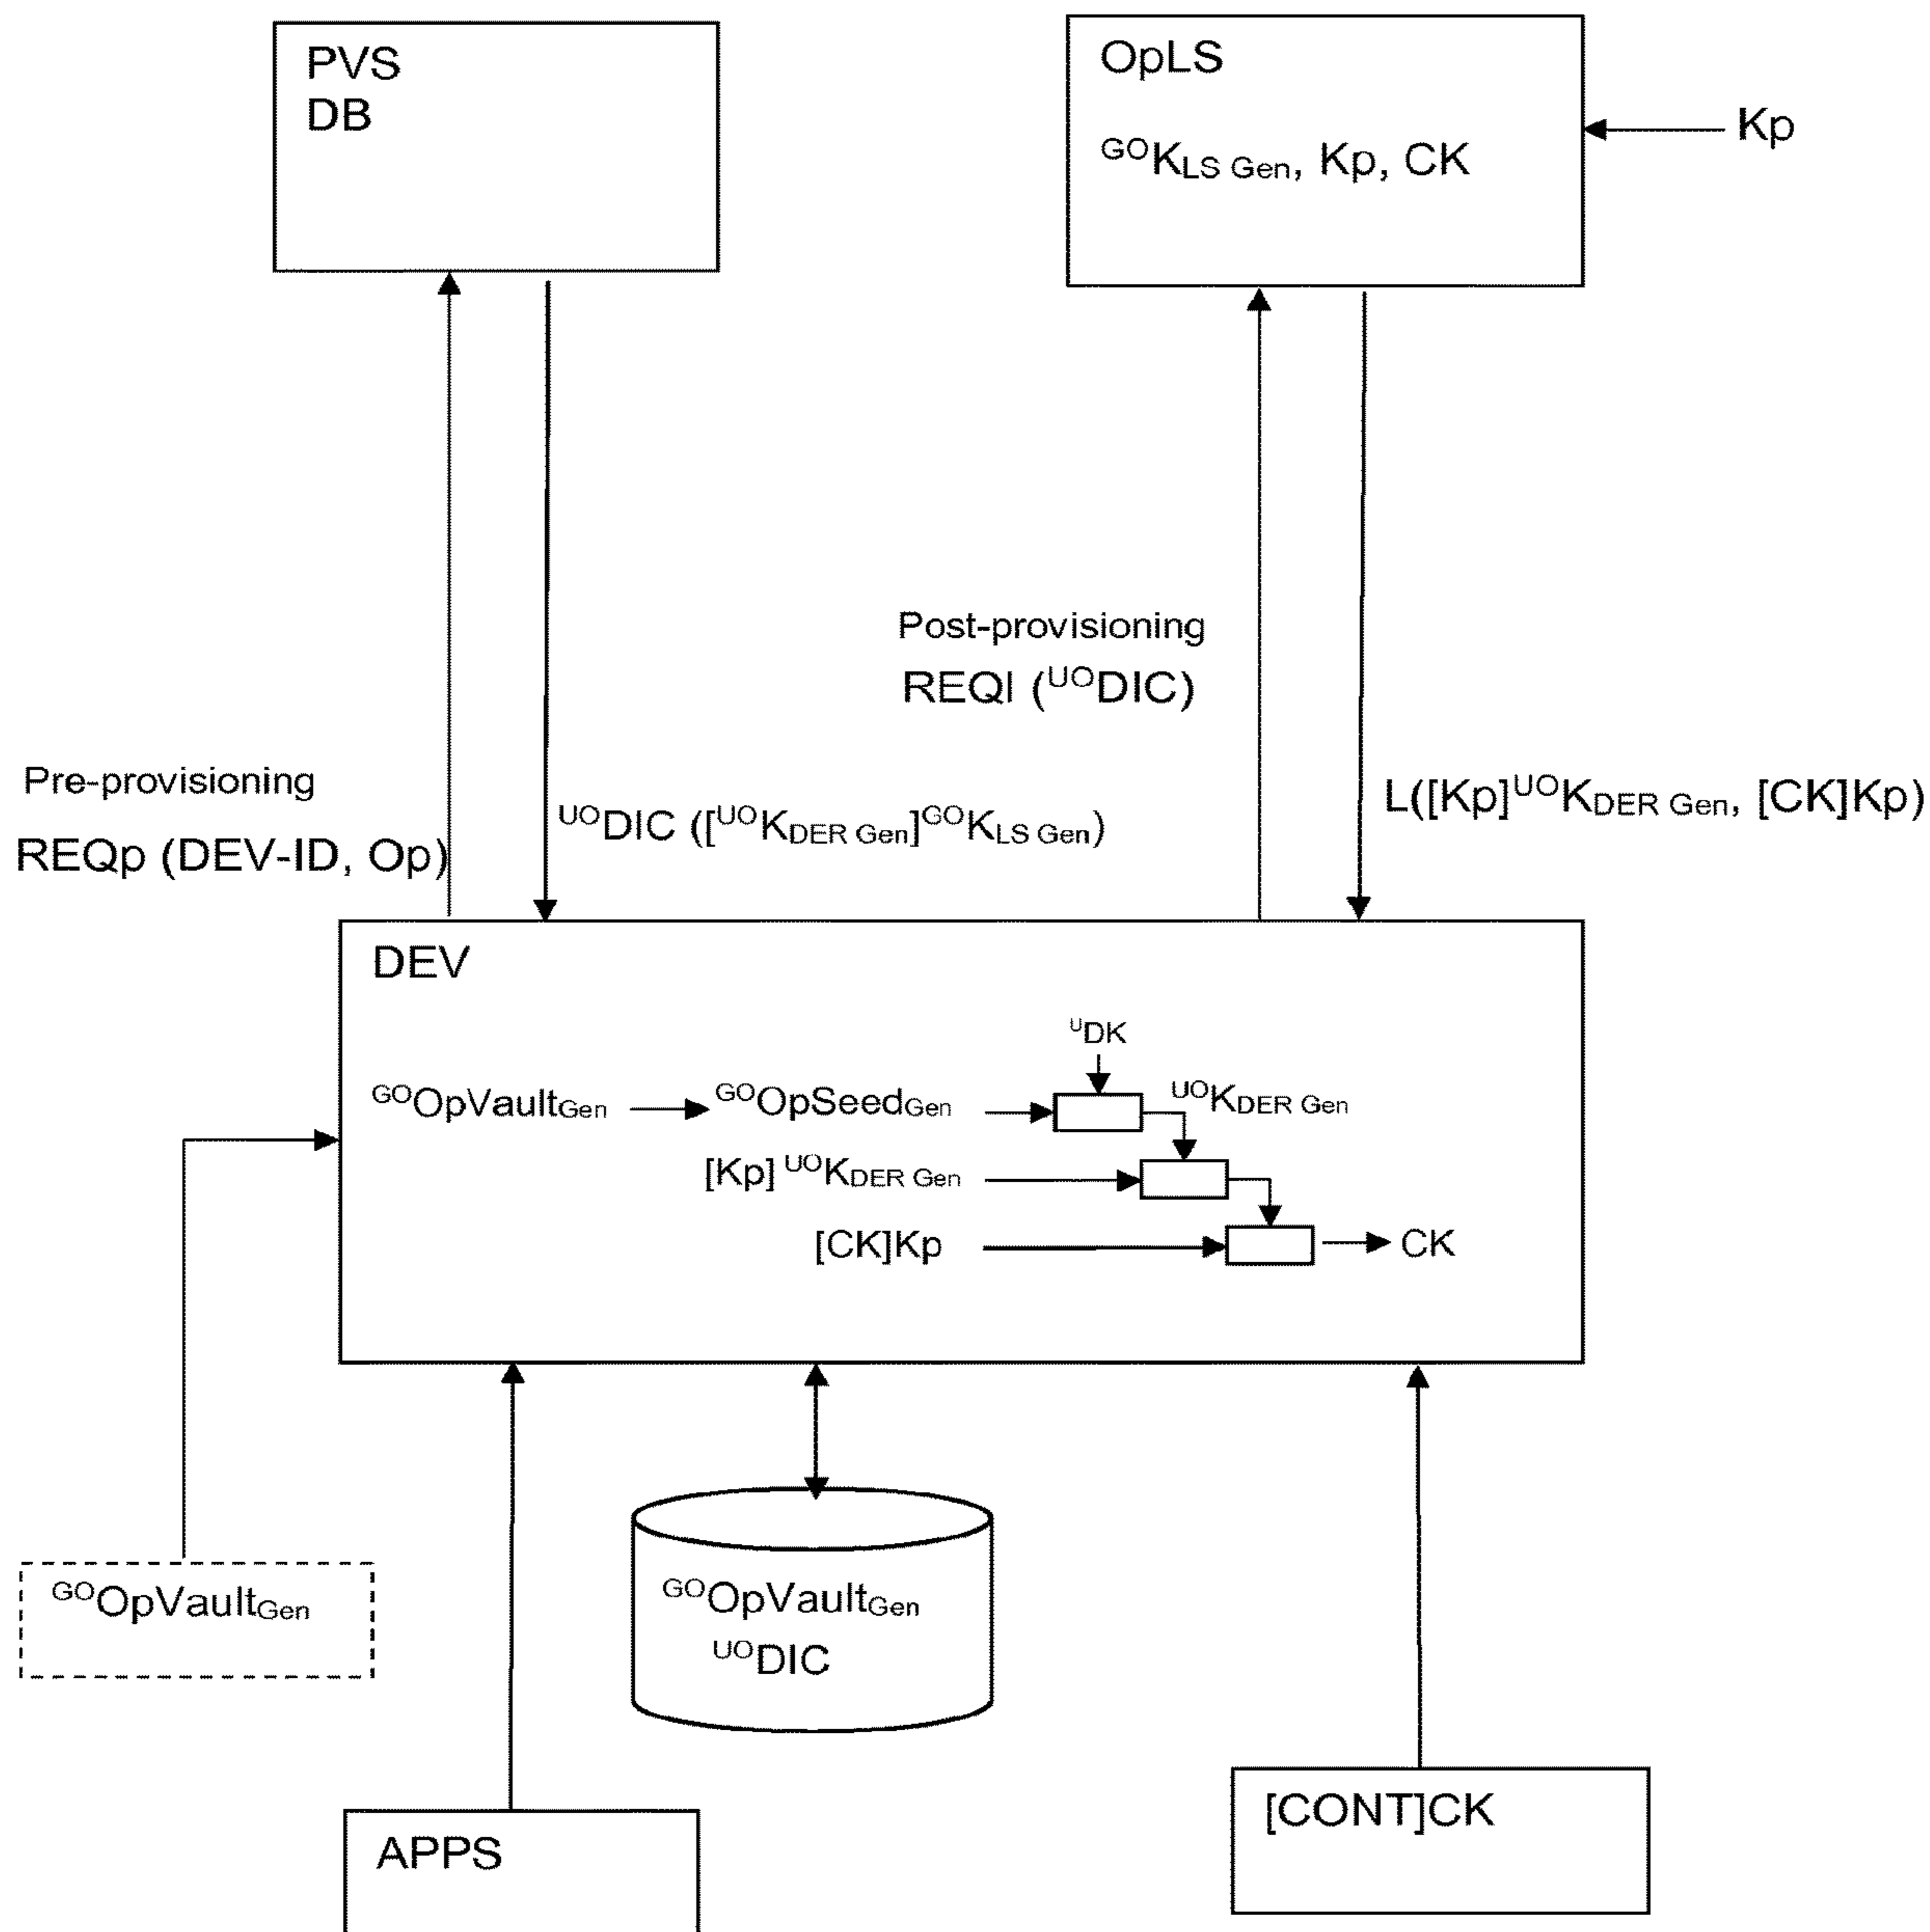 PVS
DB
OpLS
GOKLS Gen, Kp, CK
Kp
Post-provisioning
REQl (UODIC)
Pre-provisioning
REQp (DEV-ID, Op)
UODIC ([UOKDER Gen]GOKLS Gen)
L([Kp]UOKDER Gen, [CK]Kp)
DEV
UDK
GOOpVaultGen
GOOpSeedGen
UOKDER Gen
[Kp] UOKDER Gen
[CK]Kp
CK
GOOpVaultGen
GOOpVaultGen
UODIC
APPS
[CONT]CK